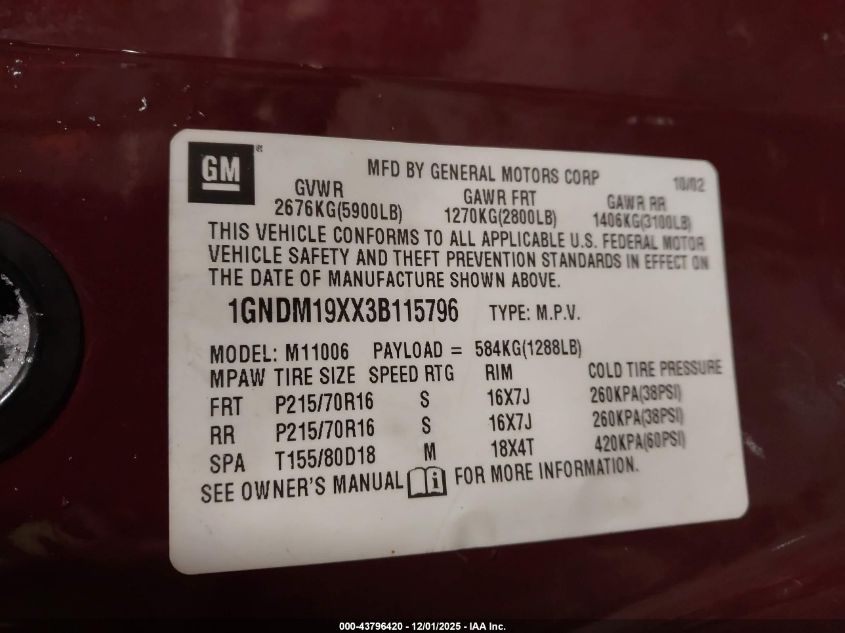 GM ®
MFD BY GENERAL MOTORS CORP 10/02
GVWR GAWR FRT GAWR RR
2676KG(5900LB) 1270KG(2800LB) 1406KG(3100LB)
THIS VEHICLE CONFORMS TO ALL APPLICABLE U.S. FEDERAL MOTOR
VEHICLE SAFETY AND THEFT PREVENTION STANDARDS IN EFFECT ON
THE DATE OF MANUFACTURE SHOWN ABOVE.
1GNDM19XX3B115796 TYPE: M.P.V.
MODEL: M11006 PAYLOAD = 584KG(1288LB)
MPAW TIRE SIZE SPEED RTG RIM COLD TIRE PRESSURE
FRT P215/70R16 S 16X7J 260KPA(38PSI)
RR P215/70R16 S 16X7J 260KPA(38PSI)
SPA T155/80D18 M 18X4T 420KPA(60PSI)
SEE OWNER'S MANUAL i FOR MORE INFORMATION.
000-43796420 - 12/01/2025 - IAA Inc.